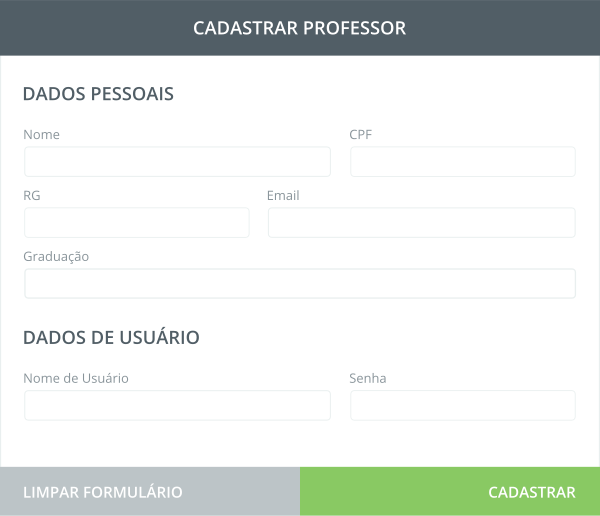 CADASTRAR PROFESSOR
DADOS PESSOAIS
Nome CPF
RG Email
Graduação
DADOS DE USUÁRIO
Nome de Usuário Senha
LIMPAR FORMULÁRIO CADASTRAR